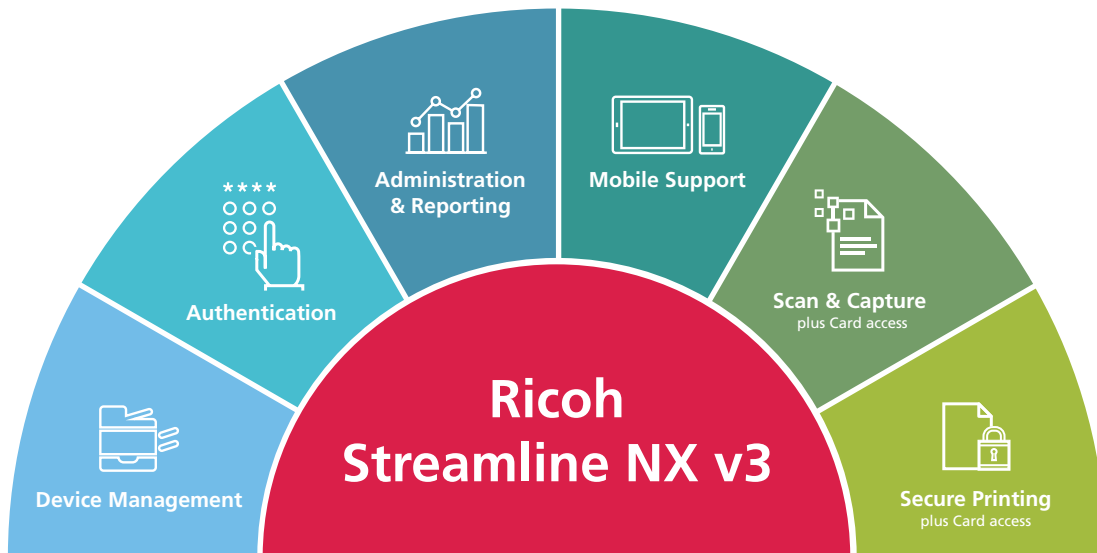 Administration
& Reporting
Mobile Support
****
Authentication
Scan & Capture
plus Card access
Ricoh
Streamline NX v3
Device Management
Secure Printing
plus Card access